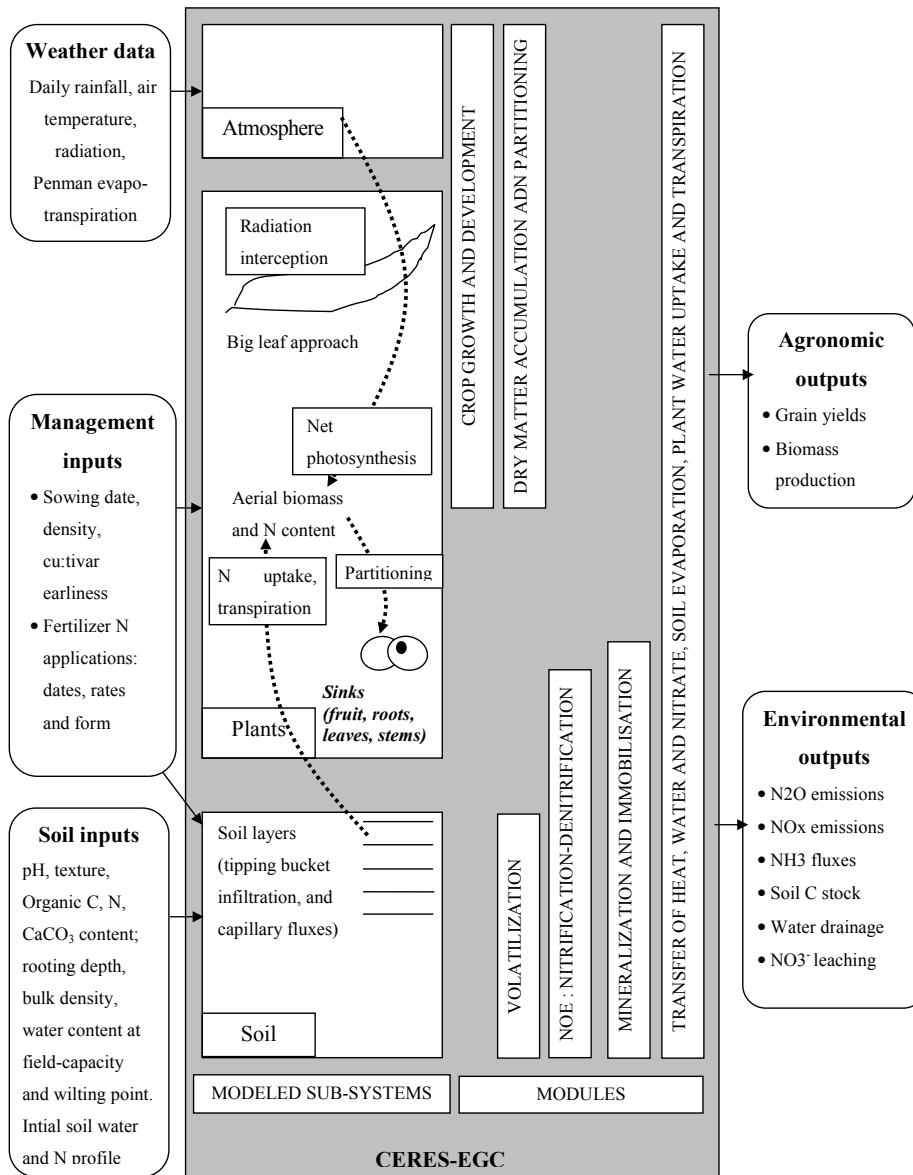 Weather data
Daily rainfall, air
temperature,
radiation,
Penman evapo-
transpiration
Management
inputs
• Sowing date,
density,
cu:tivar
earliness
• Fertilizer N
applications:
dates, rates
and form
Soil inputs
pH, texture,
Organic C, N,
CaCO₃ content;
rooting depth,
bulk density,
water content at
field-capacity
and wilting point.
Intial soil water
and N profile
Atmosphere
Radiation
interception
Big leaf approach
Net
photosynthesis
Aerial biomass
and N content
N uptake,
transpiration
Partitioning
Sinks
(fruit, roots,
leaves, stems)
Plants
Soil layers
(tipping bucket
infiltration, and
capillary fluxes)
Soil
MODELED SUB-SYSTEMS
CROP GROWTH AND DEVELOPMENT
DRY MATTER ACCUMULATION ADN PARTITIONING
VOLATILIZATION
NOE : NITRIFICATION-DENITRIFICATION
MINERALIZATION AND IMMOBILISATION
TRANSFER OF HEAT, WATER AND NITRATE, SOIL EVAPORATION, PLANT WATER UPTAKE AND TRANSPIRATION
MODULES
CERES-EGC
Agronomic
outputs
• Grain yields
• Biomass
production
Environmental
outputs
• N2O emissions
• NOx emissions
• NH3 fluxes
• Soil C stock
• Water drainage
• NO3⁻ leaching